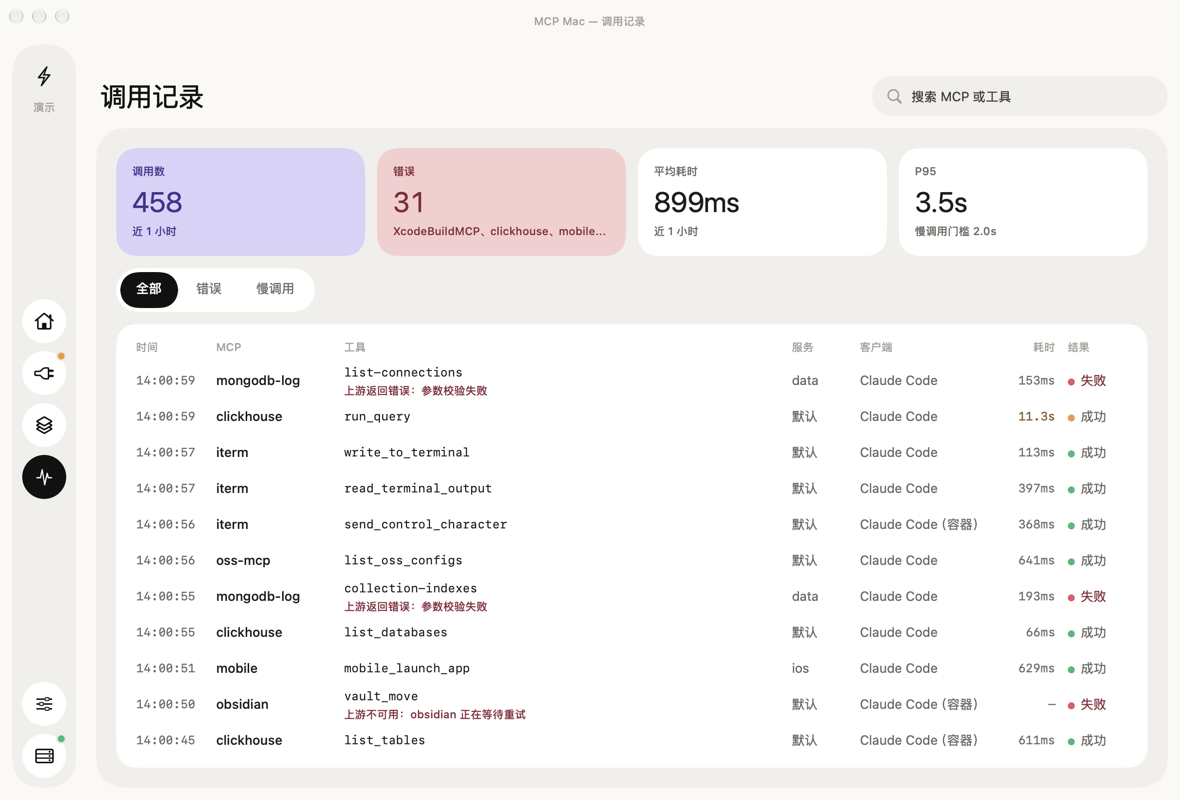 MCP Mac — 调用记录
演示
调用记录
搜索 MCP 或工具
调用数
458
近 1 小时
错误
31
XcodeBuildMCP、clickhouse、mobile...
平均耗时
899ms
近 1 小时
P95
3.5s
慢调用门槛 2.0s
全部 错误 慢调用
时间 MCP 工具 服务 客户端 耗时 结果
14:00:59 mongodb-log list-connections data Claude Code 153ms 失败
上游返回错误：参数校验失败
14:00:59 clickhouse run_query 默认 Claude Code 11.3s 成功
14:00:57 iterm write_to_terminal 默认 Claude Code 113ms 成功
14:00:57 iterm read_terminal_output 默认 Claude Code 397ms 成功
14:00:56 iterm send_control_character 默认 Claude Code (容器) 368ms 成功
14:00:56 oss-mcp list_oss_configs 默认 Claude Code 641ms 成功
14:00:55 mongodb-log collection-indexes data Claude Code 193ms 失败
上游返回错误：参数校验失败
14:00:55 clickhouse list_databases 默认 Claude Code 66ms 成功
14:00:51 mobile mobile_launch_app ios Claude Code 629ms 成功
14:00:50 obsidian vault_move 默认 Claude Code (容器) — 失败
上游不可用：obsidian 正在等待重试
14:00:45 clickhouse list_tables 默认 Claude Code (容器) 611ms 成功